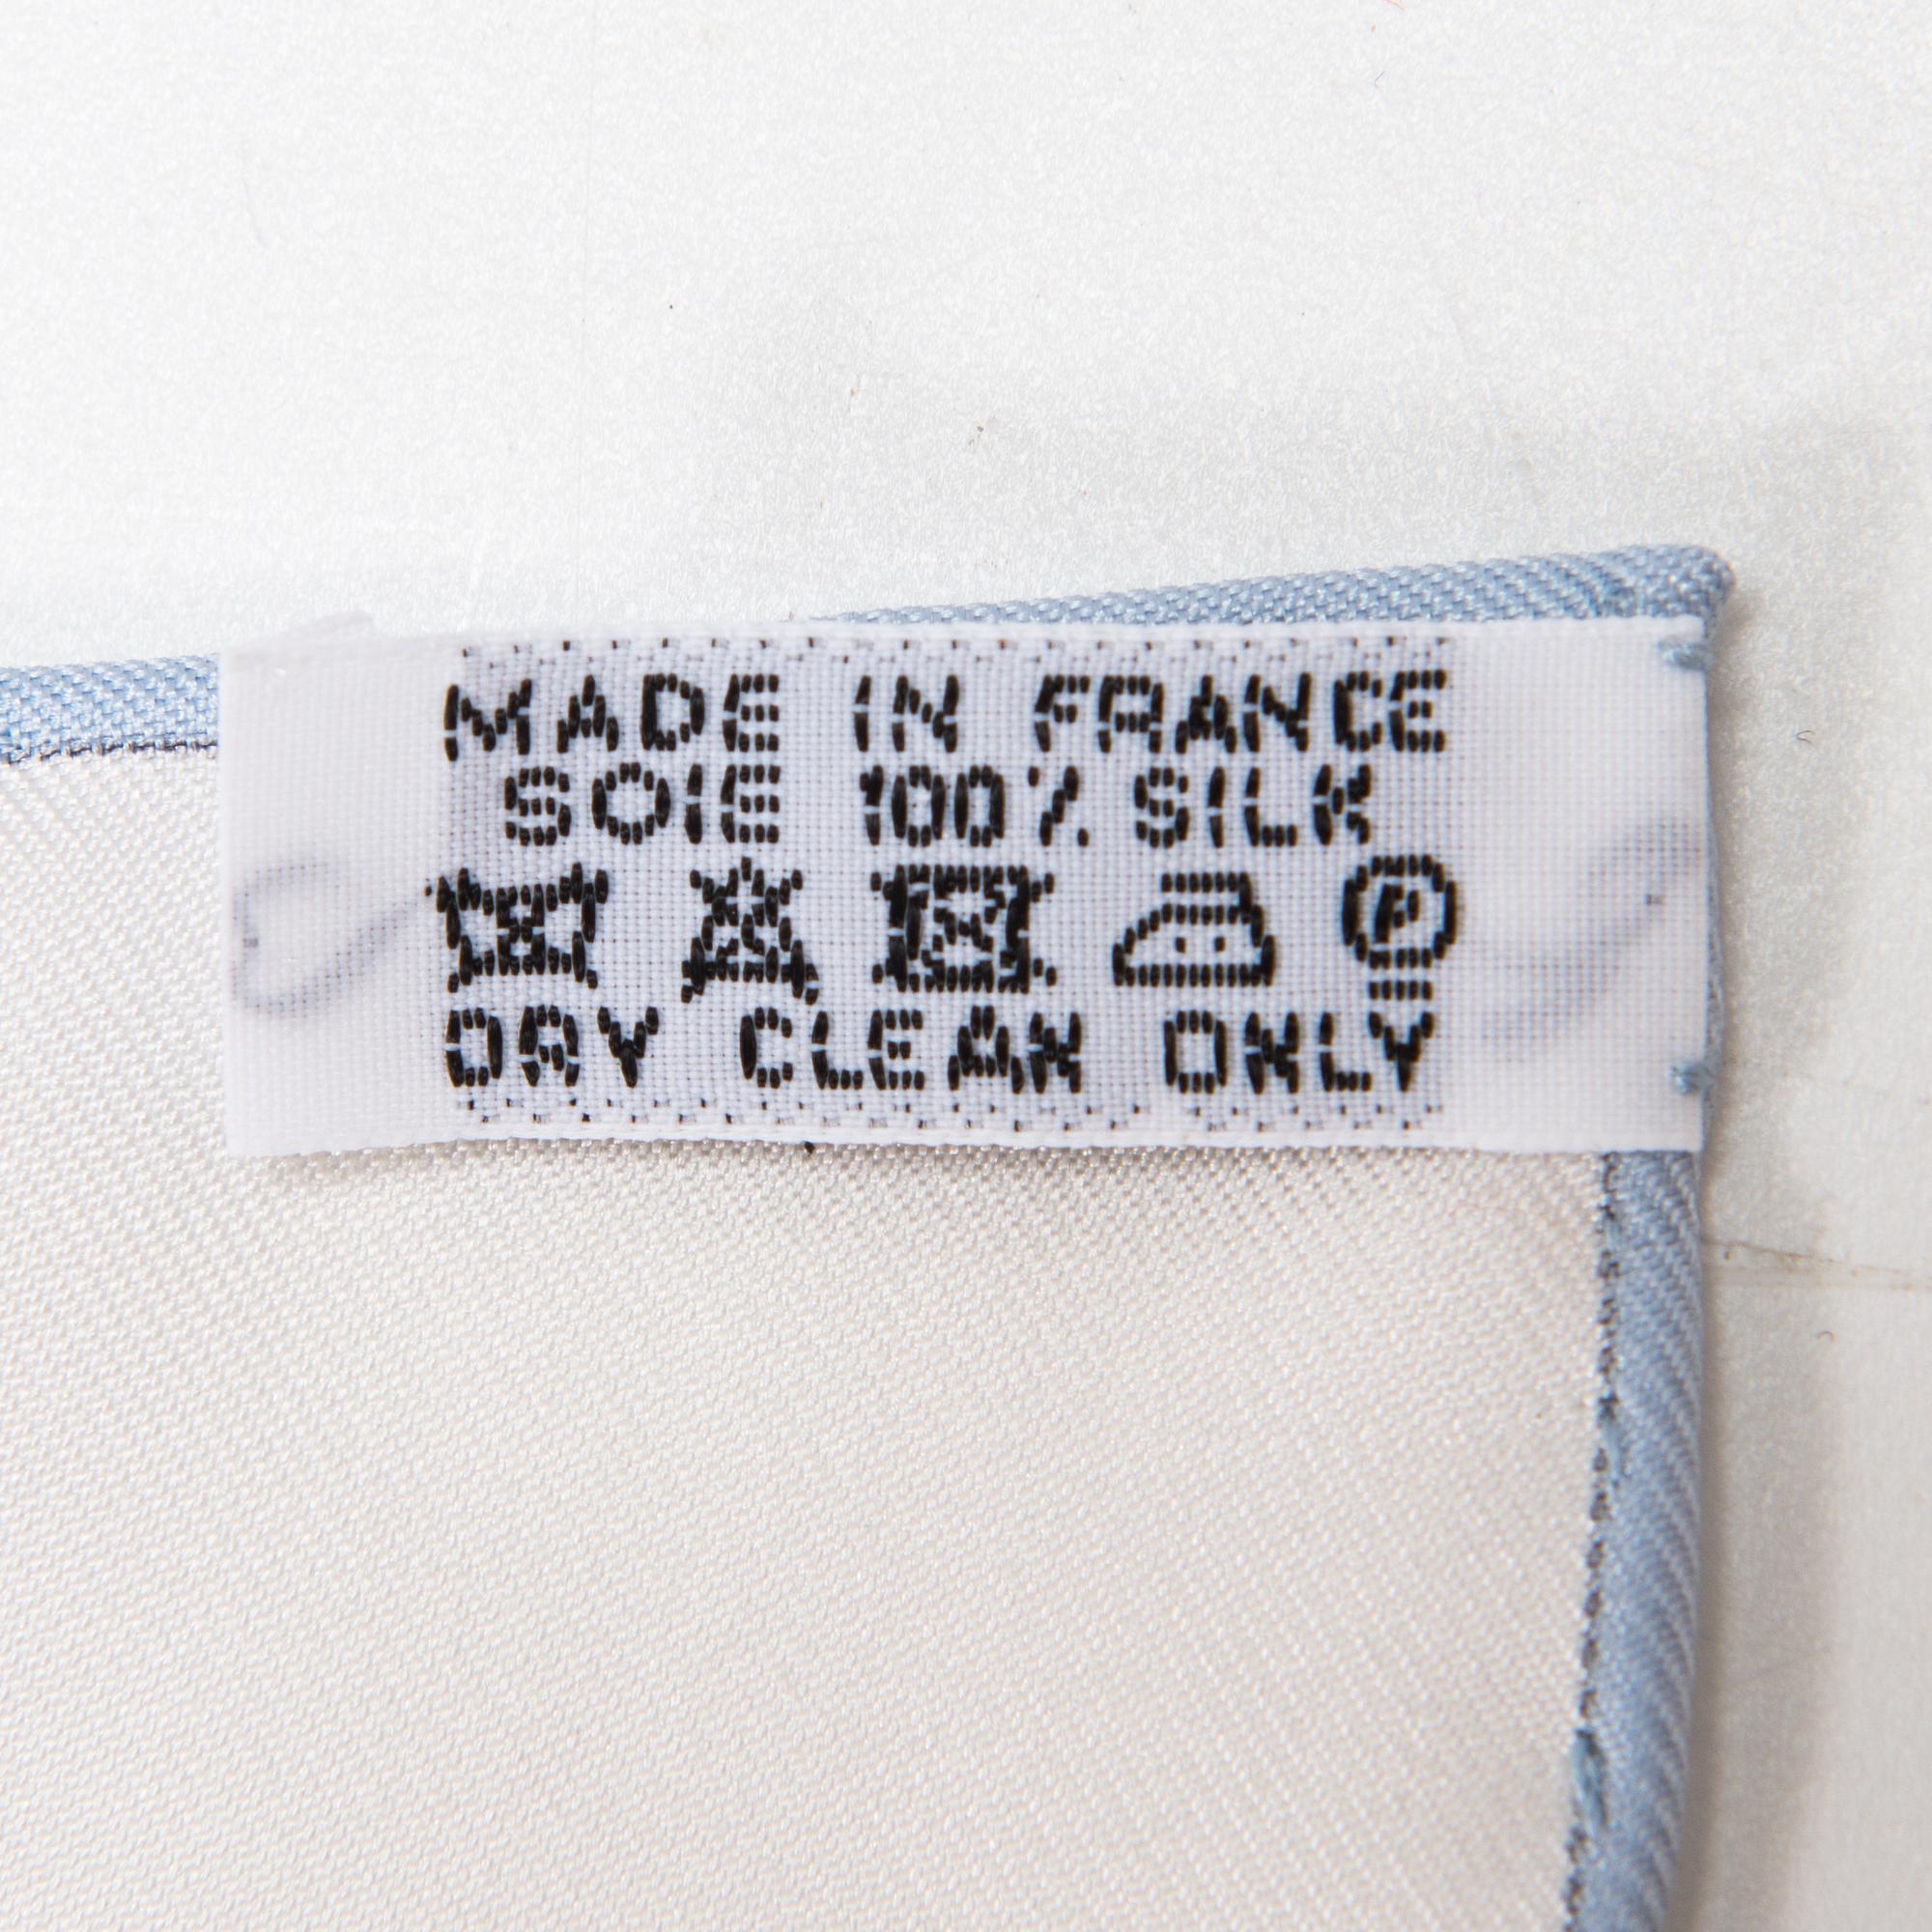 MADE IN FRANCE
SOIE 100% SILK
P
DRY CLEAN ONLY